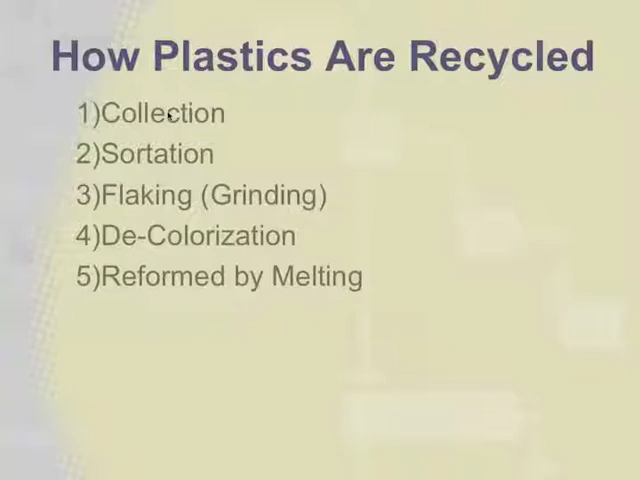 How Plastics Are Recycled
1)Collection
2)Sortation
3)Flaking (Grinding)
4)De-Colorization
5)Reformed by Melting